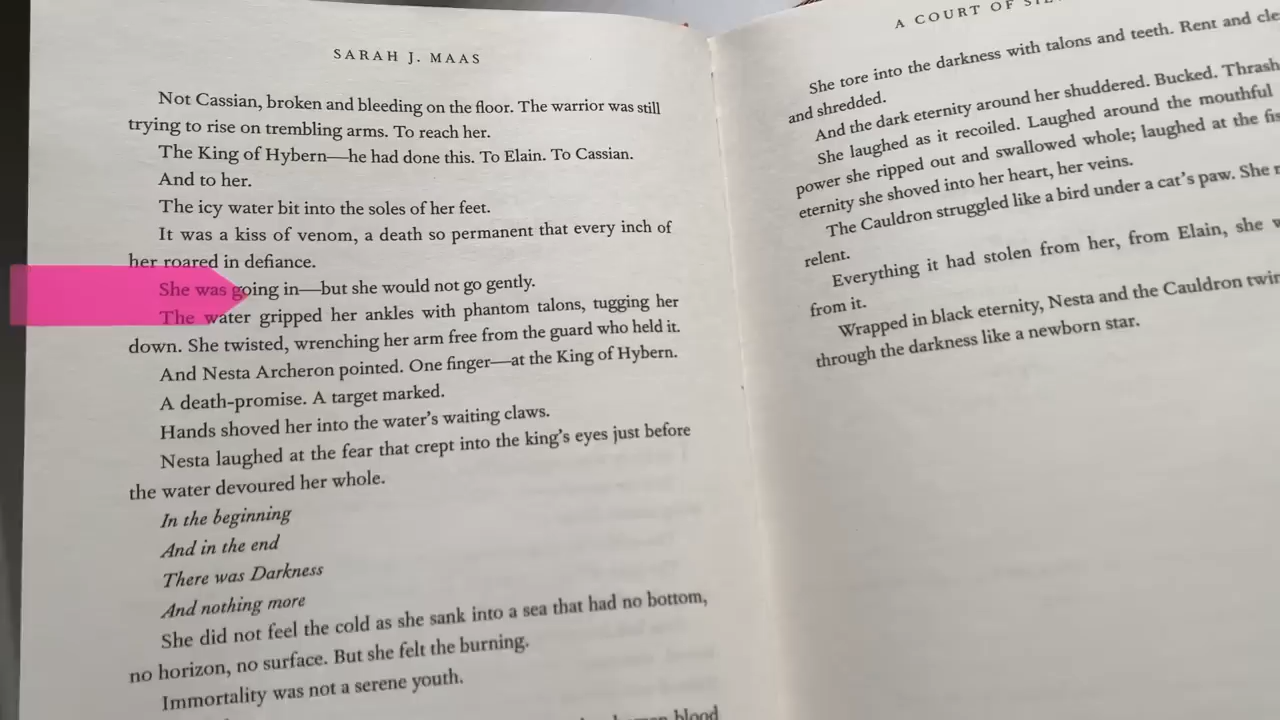 SARAH J. MAAS
Not Cassian, broken and bleeding on the floor. The warrior was still
trying to rise on trembling arms. To reach her.
The King of Hybern—he had done this. To Elain. To Cassian.
And to her.
The icy water bit into the soles of her feet.
It was a kiss of venom, a death so permanent that every inch of
her roared in defiance.
She was going in—but she would not go gently.
The water gripped her ankles with phantom talons, tugging her
down. She twisted, wrenching her arm free from the guard who held it.
And Nesta Archeron pointed. One finger—at the King of Hybern.
A death-promise. A target marked.
Hands shoved her into the water's waiting claws.
Nesta laughed at the fear that crept into the king's eyes just before
the water devoured her whole.
In the beginning
And in the end
There was Darkness
And nothing more
She did not feel the cold as she sank into a sea that had no bottom,
no horizon, no surface. But she felt the burning.
Immortality was not a serene youth.
blood
A COURT OF
She tore into the darkness with talons and teeth. Rent and
and shredded.
And the dark eternity around her shuddered. Bucked.
She laughed as it recoiled. Laughed around the mouthful
power she ripped out and swallowed whole; laughed at the
eternity she shoved into her heart, her veins.
The Cauldron struggled like a bird under a cat's paw. She
relent.
Everything it had stolen from her, from Elain, she
from it.
Wrapped in black eternity, Nesta and the Cauldron
through the darkness like a newborn star.